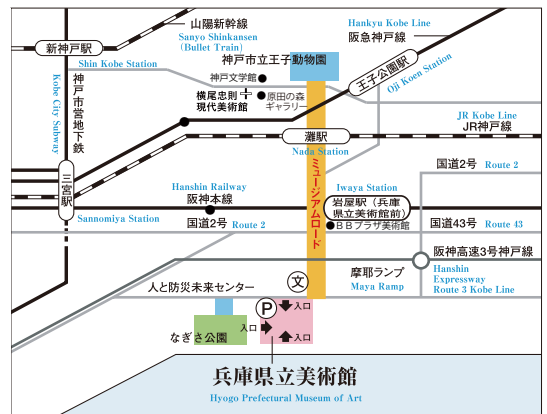 山陽新幹線
Sanyo Shinkansen
(Bullet Train)
Hankyu Kobe Line
阪急神戸線
新神戸駅
Shin Kobe Station
神戸市立王子動物園
王子公園駅
Oji Koen Station
神戸文学館
横尾忠則
現代美術館
原田の森
ギャラリー
神戸市営地下鉄
Kobe City Subway
JR Kobe Line
JR神戸線
灘駅
Nada Station
ミュージアムロード
国道2号 Route 2
三宮駅
Sannomiya Station
Hanshin Railway
阪神本線
Iwaya Station
岩屋駅（兵庫
県立美術館前）
BBプラザ美術館
国道2号 Route 2
国道43号 Route 43
阪神高速3号神戸線
Hanshin
Expressway
Route 3 Kobe Line
摩耶ランプ
Maya Ramp
人と防災未来センター
文
P
入口
入口
入口
なぎさ公園
兵庫県立美術館
Hyogo Prefectural Museum of Art